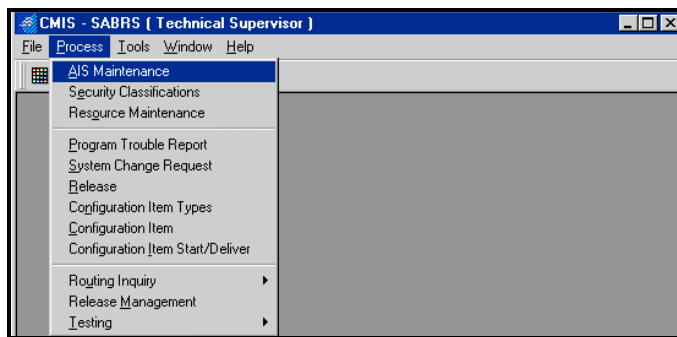 CMIS - SABRS ( Technical Supervisor )
File Process Tools Window Help
AIS Maintenance
Security Classifications
Resource Maintenance
Program Trouble Report
System Change Request
Release
Configuration Item Types
Configuration Item
Configuration Item Start/Deliver
Routing Inquiry
Release Management
Testing